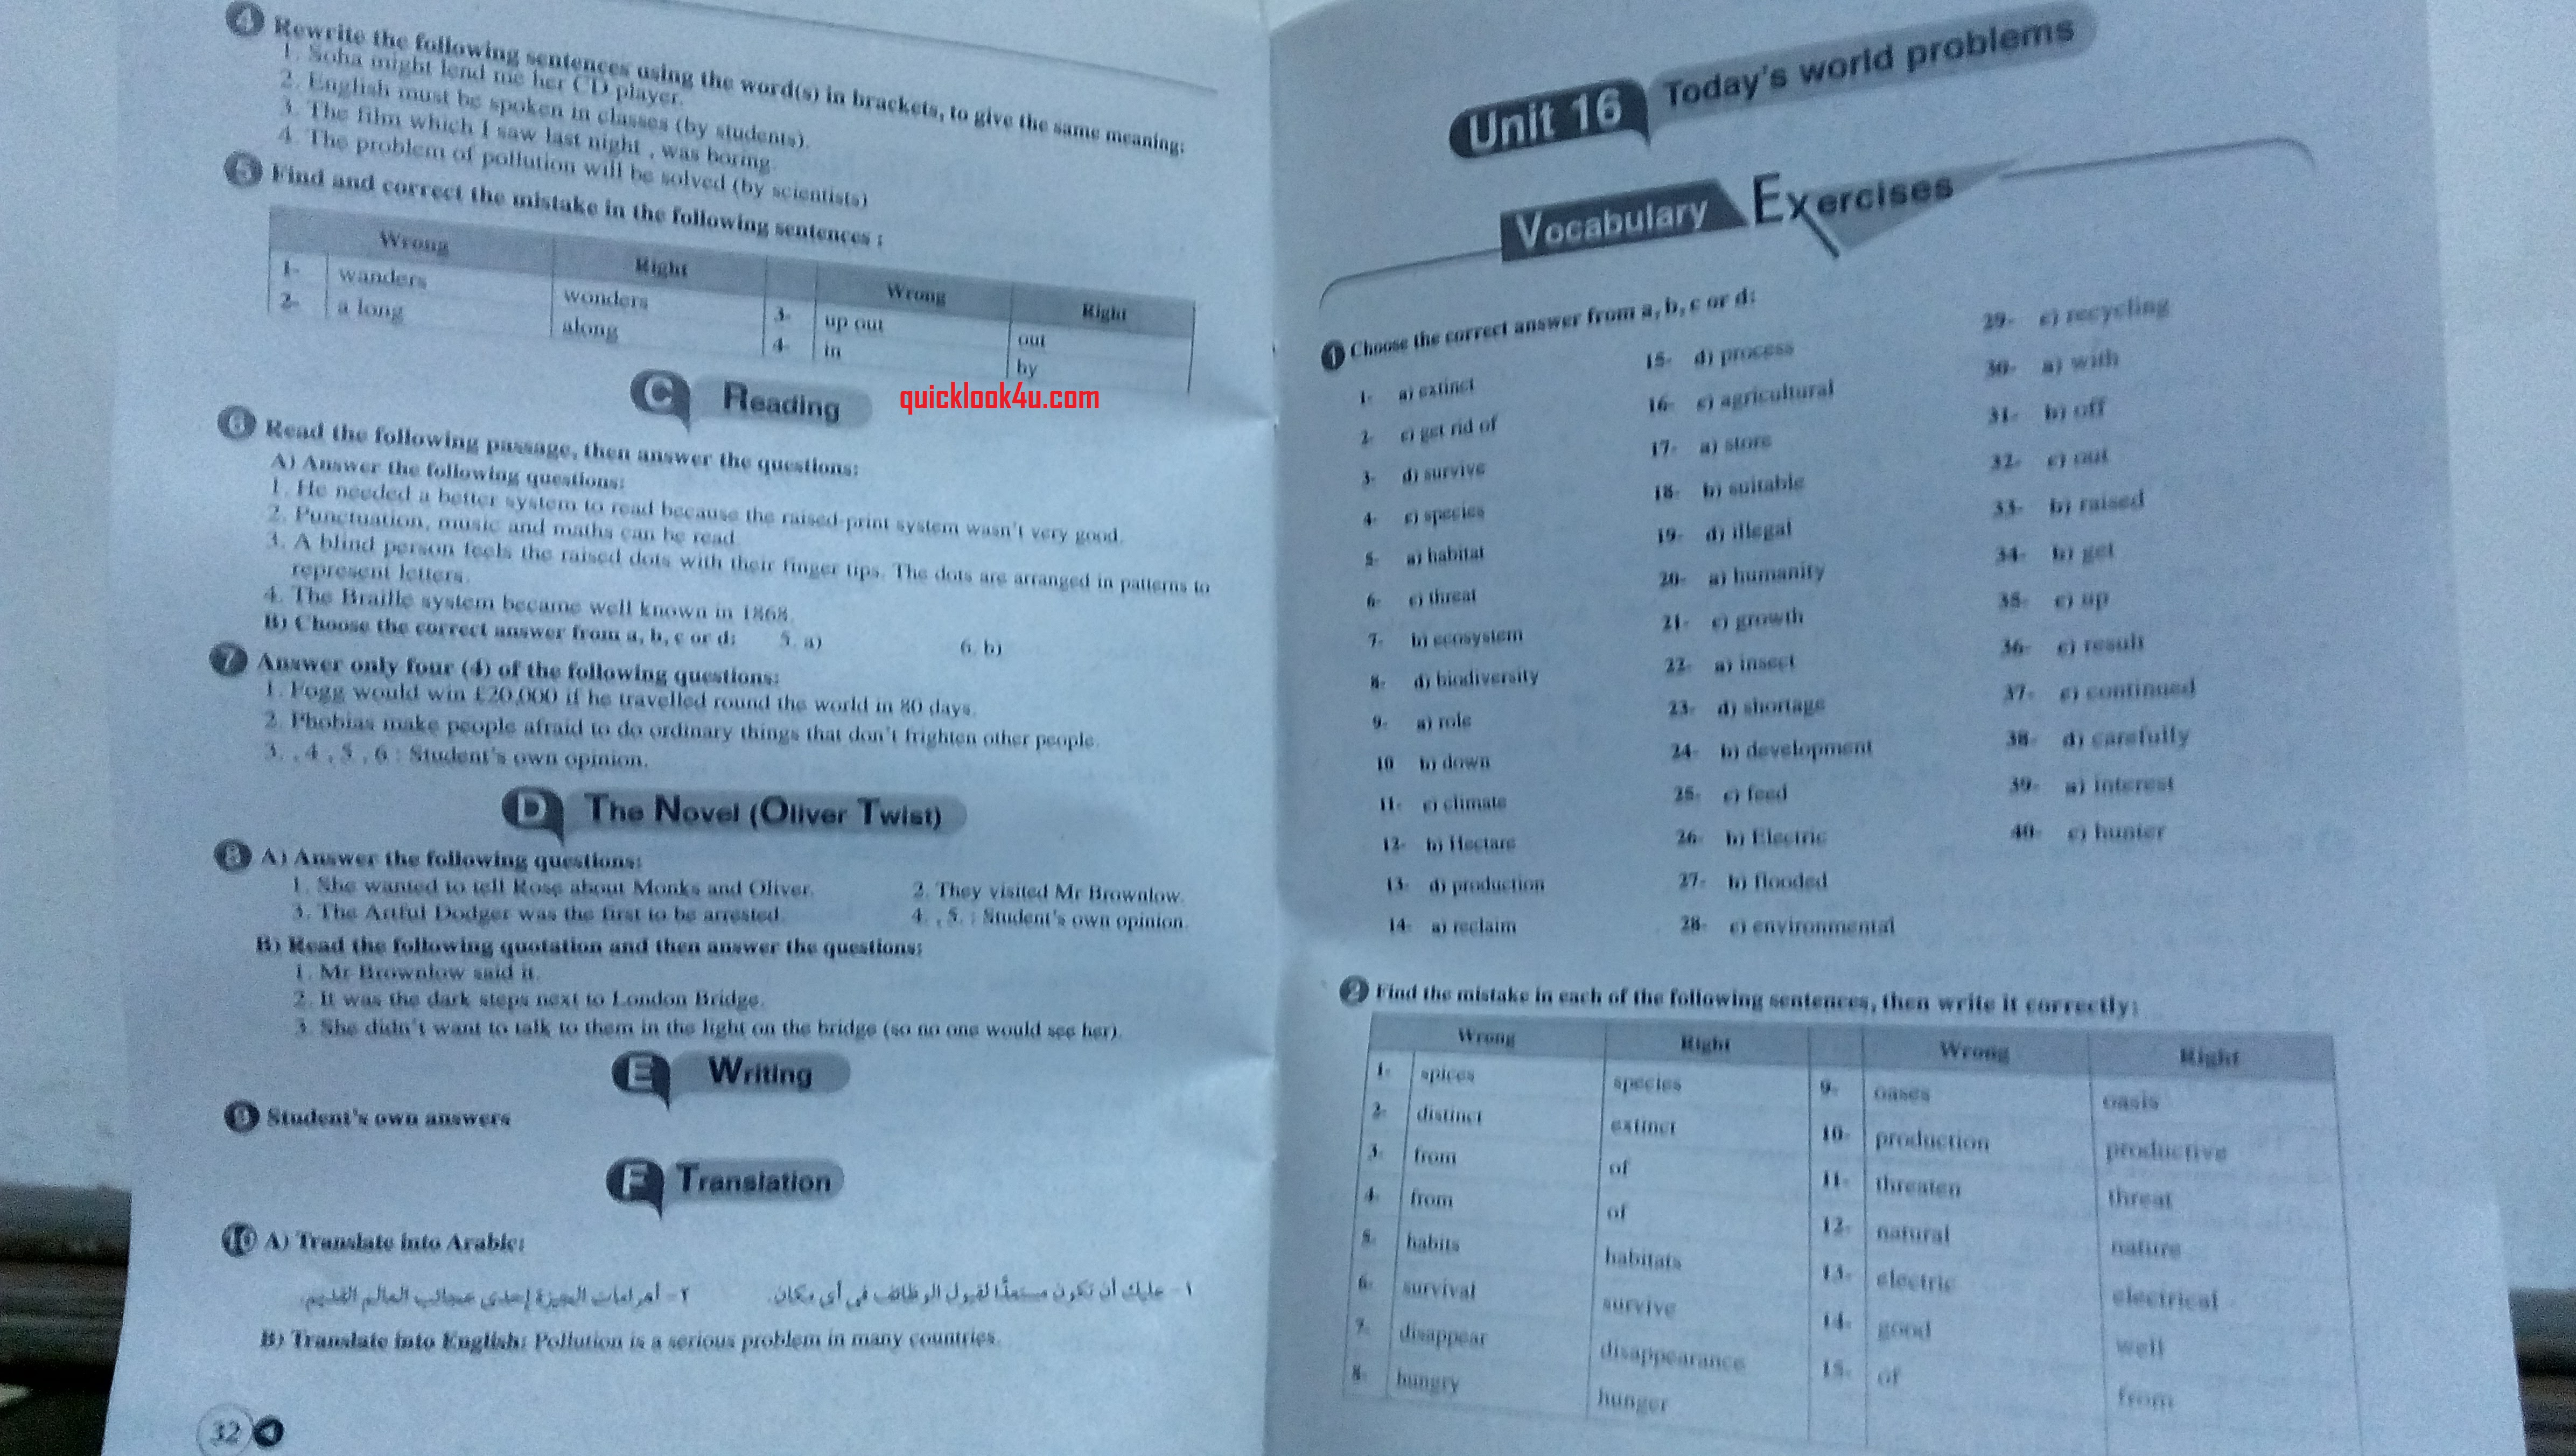 4 Rewrite the following sentences using the word(s) in brackets, to give the same meaning:
1. Soha might lend me her CD player.
2. English must be spoken in classes (by students).
3. The film which I saw last night , was boring.
4. The problem of pollution will be solved (by scientists)
5 Find and correct the mistake in the following sentences :
Wrong Right Wrong Right
1- wanders wonders 3- up out out
2- a long along 4- in by
C Reading
quicklook4u.com
6 Read the following passage, then answer the questions:
A) Answer the following questions:
1. He needed a better system to read because the raised-print system wasn't very good.
2. Punctuation, music and maths can be read.
3. A blind person feels the raised dots with their finger tips. The dots are arranged in patterns to
represent letters.
4. The Braille system became well known in 1868.
B) Choose the correct answer from a, b, c or d: 5. a) 6. b)
7 Answer only four (4) of the following questions:
1. Fogg would win £20,000 if he travelled round the world in 80 days.
2. Phobias make people afraid to do ordinary things that don't frighten other people.
3. , 4 , 5 , 6 : Student's own opinion.
D The Novel (Oliver Twist)
8 A) Answer the following questions:
1. She wanted to tell Rose about Monks and Oliver. 2. They visited Mr Brownlow.
3. The Artful Dodger was the first to be arrested. 4. , 5. : Student's own opinion.
B) Read the following quotation and then answer the questions:
1. Mr Brownlow said it.
2. It was the dark steps next to London Bridge.
3. She didn't want to talk to them in the light on the bridge (so no one would see her).
E Writing
9 Student's own answers
F Translation
10 A) Translate into Arabic:
١ - عليك أن تكون مستعدًا لقبول الوظائف في أي مكان. ٢ - أهرامات الجيزة إحدى عجائب العالم القديم.
B) Translate into English: Pollution is a serious problem in many countries.
32
Unit 16 Today's world problems
Vocabulary Exercises
1 Choose the correct answer from a, b, c or d:
1- a) extinct
2- c) get rid of
3- d) survive
4- c) species
5- a) habitat
6- c) threat
7- b) ecosystem
8- d) biodiversity
9- a) role
10 b) down
11- c) climate
12- b) Hectare
13- d) production
14- a) reclaim
15- d) process
16- c) agricultural
17- a) store
18- b) suitable
19- d) illegal
20- a) humanity
21- c) growth
22- a) insect
23- d) shortage
24- b) development
25- c) feed
26- b) Electric
27- b) flooded
28- c) environmental
29- c) recycling
30- a) with
31- b) off
32- c) out
33- b) raised
34- b) get
35- c) up
36- c) result
37- c) continued
38- d) carefully
39- a) interest
40- c) hunter
2 Find the mistake in each of the following sentences, then write it correctly:
Wrong Right Wrong Right
1- spices species 9- oases oasis
2- distinct extinct 10- production productive
3- from of 11- threaten threat
4- from of 12- natural nature
5- habits habitats 13- electric electrical
6- survival survive 14- good well
7- disappear disappearance 15- of from
8- hungry hunger